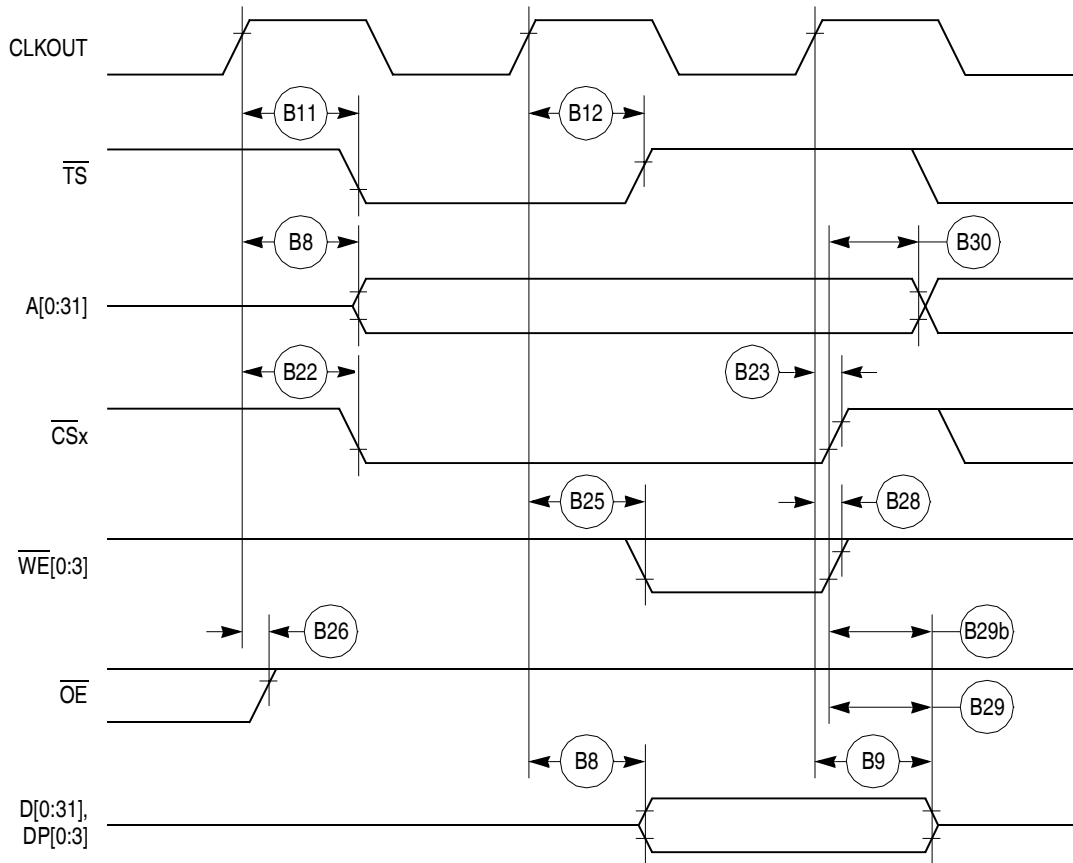 CLKOUT
B11
B12
TS
B8
B30
A[0:31]
B22
B23
CSx
B25
B28
WE[0:3]
B26
B29b
OE
B29
B8
B9
D[0:31],
DP[0:3]